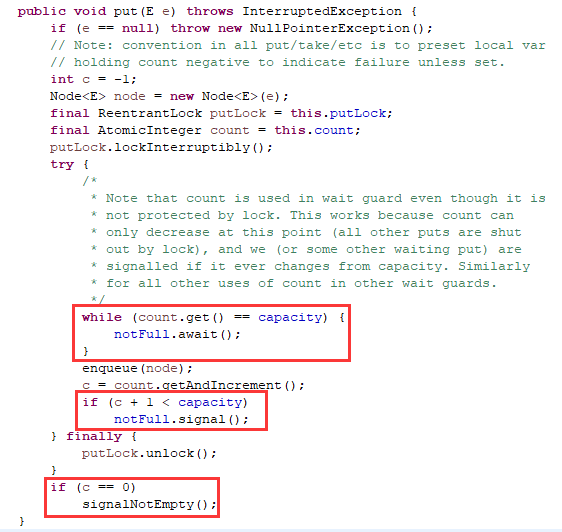 public void put(E e) throws InterruptedException {
if (e == null) throw new NullPointerException();
// Note: convention in all put/take/etc is to preset local var
// holding count negative to indicate failure unless set.
int c = -1;
Node<E> node = new Node<E>(e);
final ReentrantLock putLock = this.putLock;
final AtomicInteger count = this.count;
putLock.lockInterruptibly();
try {
/*
* Note that count is used in wait guard even though it is
* not protected by lock. This works because count can
* only decrease at this point (all other puts are shut
* out by lock), and we (or some other waiting put) are
* signalled if it ever changes from capacity. Similarly
* for all other uses of count in other wait guards.
*/
while (count.get() == capacity) {
notFull.await();
}
enqueue(node);
c = count.getAndIncrement();
if (c + 1 < capacity)
notFull.signal();
} finally {
putLock.unlock();
}
if (c == 0)
signalNotEmpty();
}